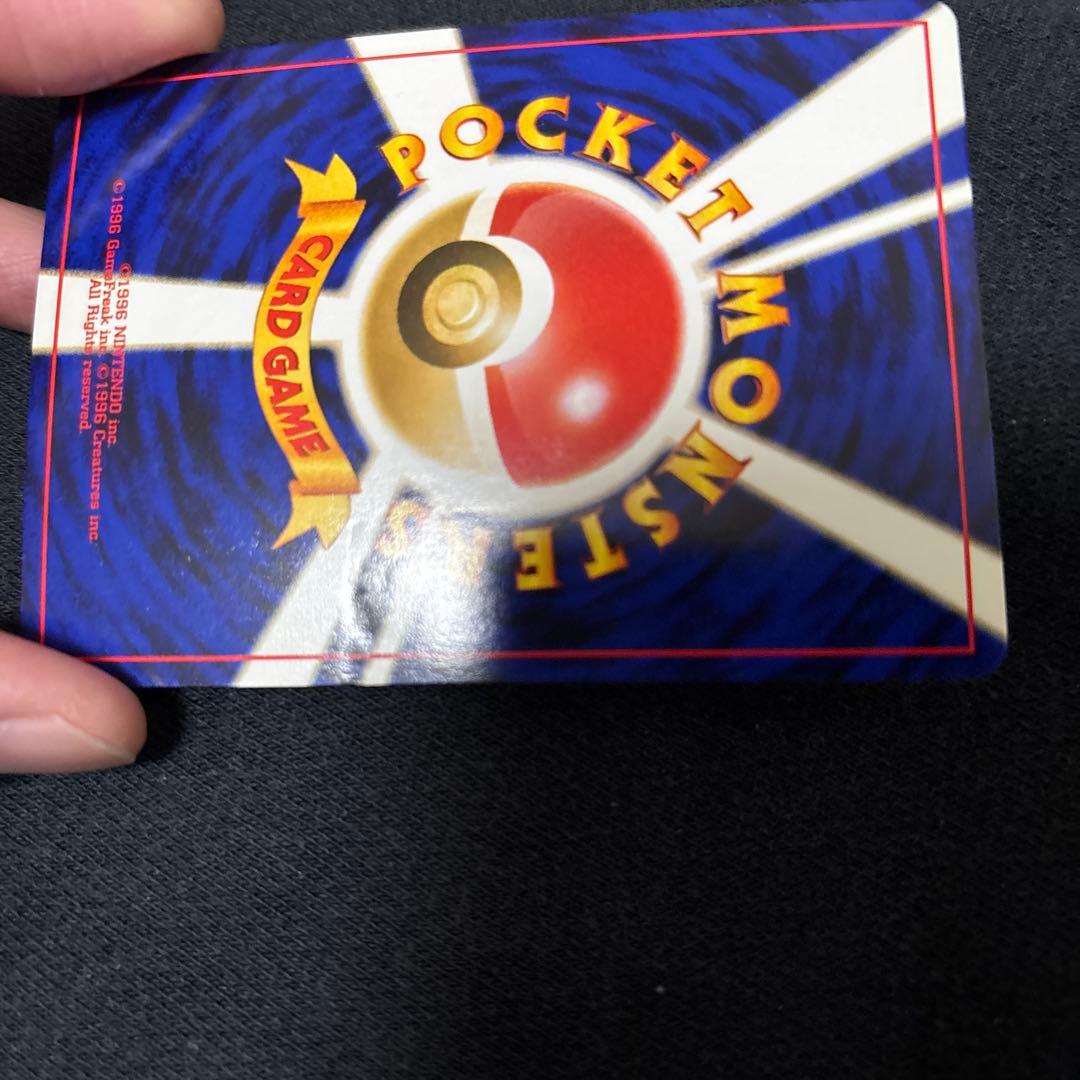 POCKET MONSTERS
CARD GAME
©1996 NINTENDO inc.
©1996 GameFreak inc. ©1996 Creatures inc.
All Rights reserved.